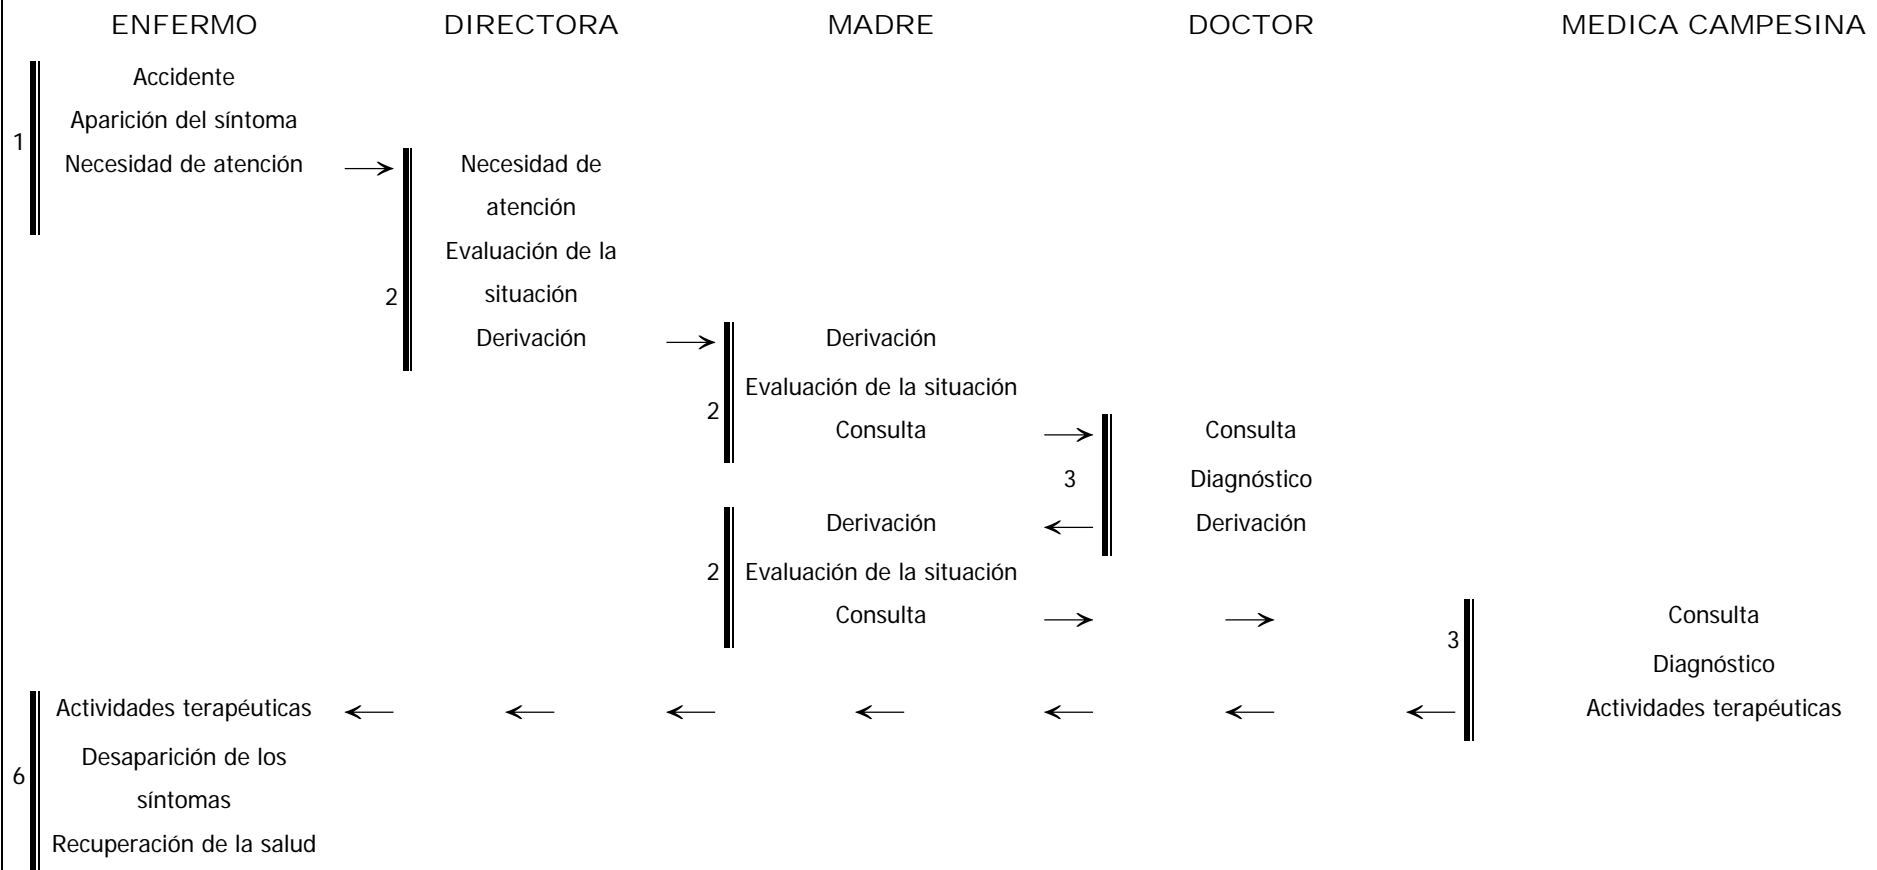 ENFERMO DIRECTORA MADRE DOCTOR MEDICA CAMPESINA
Accidente
Aparición del síntoma
1
Necesidad de atención → Necesidad de
atención
Evaluación de la
2 situación
Derivación → Derivación
Evaluación de la situación
2
Consulta → Consulta
3 Diagnóstico
Derivación ← Derivación
2 Evaluación de la situación
Consulta → → Consulta
3
Diagnóstico
Actividades terapéuticas ← ← ← ← ← ← ← Actividades terapéuticas
Desaparición de los
6
síntomas
Recuperación de la salud